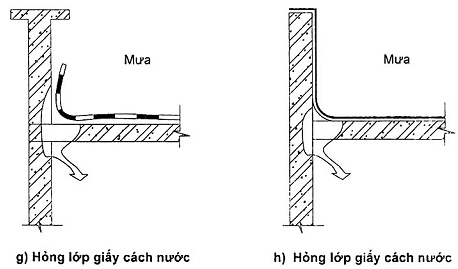 Mưa
Mưa
g) Hỏng lớp giấy cách nước
h) Hỏng lớp giấy cách nước